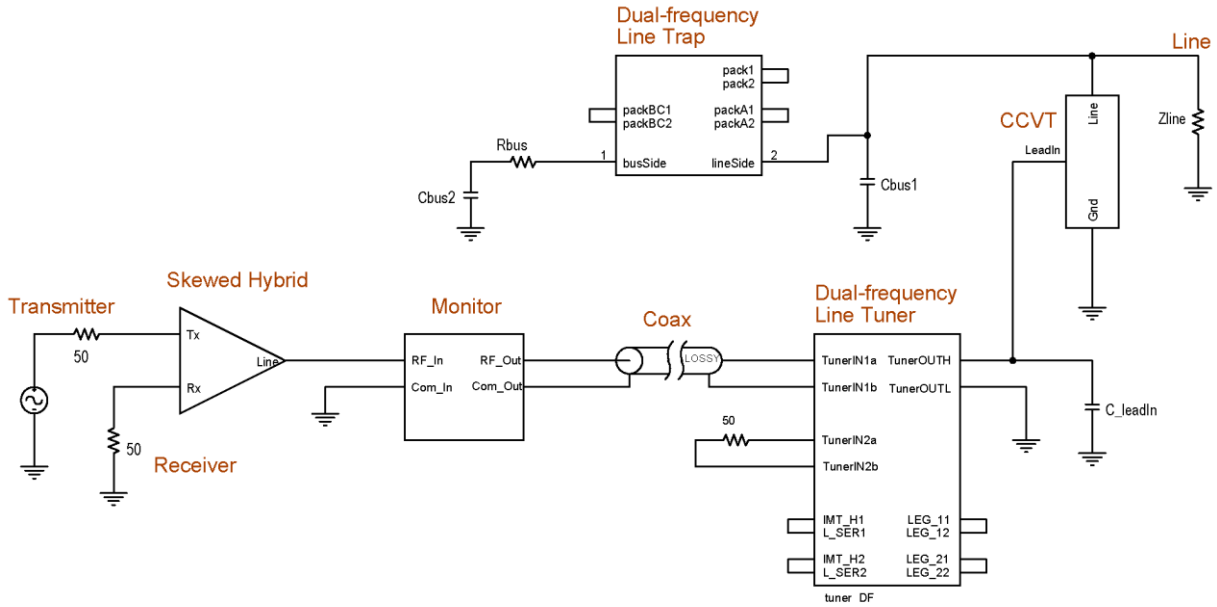 Dual-frequency
Line Trap
Line
pack1
pack2
packBC1
packBC2
packA1
packA2
CCVT
Line
Zline
LeadIn
Rbus
1
busSide
lineSide
2
Cbus2
Cbus1
Gnd
Skewed Hybrid
Transmitter
Monitor
Coax
Dual-frequency
Line Tuner
50
Tx
Line
Rx
RF_In
RF_Out
Com_In
Com_Out
LOSSY
TunerIN1a
TunerOUTH
TunerIN1b
TunerOUTL
C_leadIn
50
TunerIN2a
TunerIN2b
50
Receiver
IMT_H1
L_SER1
LEG_11
LEG_12
IMT_H2
L_SER2
LEG_21
LEG_22
tuner_DF